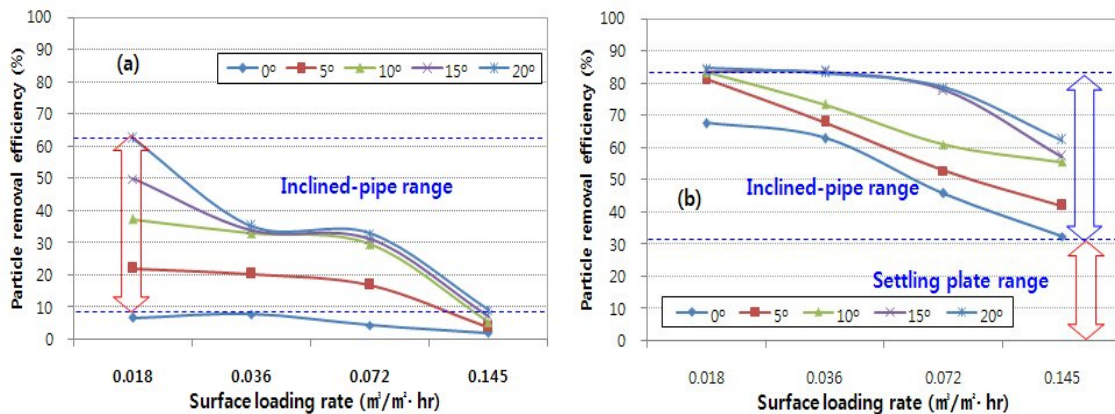 (a)
0º 5º 10º 15º 20º
Inclined-pipe range
Particle removal efficiency (%)
100
90
80
70
60
50
40
30
20
10
0
0.018 0.036 0.072 0.145
Surface loading rate (㎥/㎡· hr)
(b)
Inclined-pipe range
Settling plate range
0º 5º 10º 15º 20º
Particle removal efficiency (%)
100
90
80
70
60
50
40
30
20
10
0
0.018 0.036 0.072 0.145
Surface loading rate (㎥/㎡· hr)